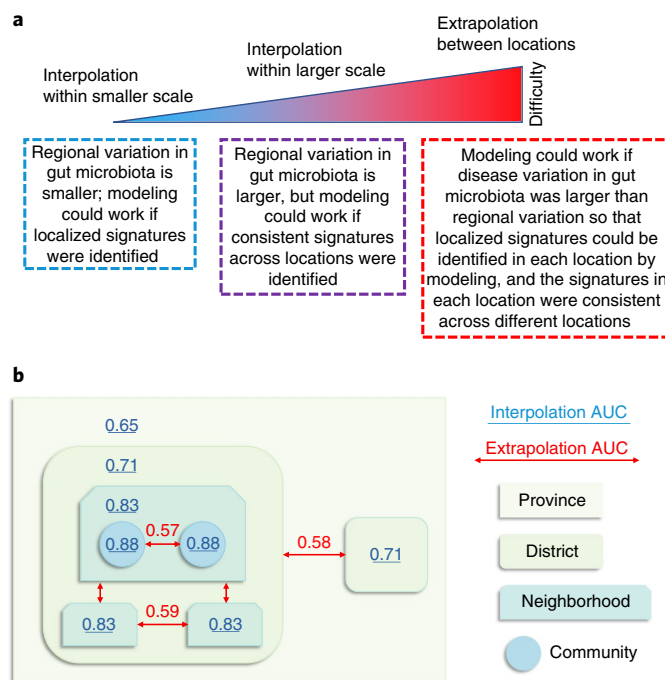 a
Extrapolation
between locations
Interpolation
within larger scale
Interpolation
within smaller scale
Difficulty
Regional variation in
gut microbiota is
smaller; modeling
could work if
localized signatures
were identified
Regional variation in
gut microbiota is
larger, but modeling
could work if
consistent signatures
across locations were
identified
Modeling could work if
disease variation in gut
microbiota was larger than
regional variation so that
localized signatures could be
identified in each location by
modeling, and the signatures in
each location were consistent
across different locations
b
0.65
0.71
0.83
0.88
0.57
0.88
0.58
0.71
0.83
0.59
0.83
Interpolation AUC
Extrapolation AUC
Province
District
Neighborhood
Community